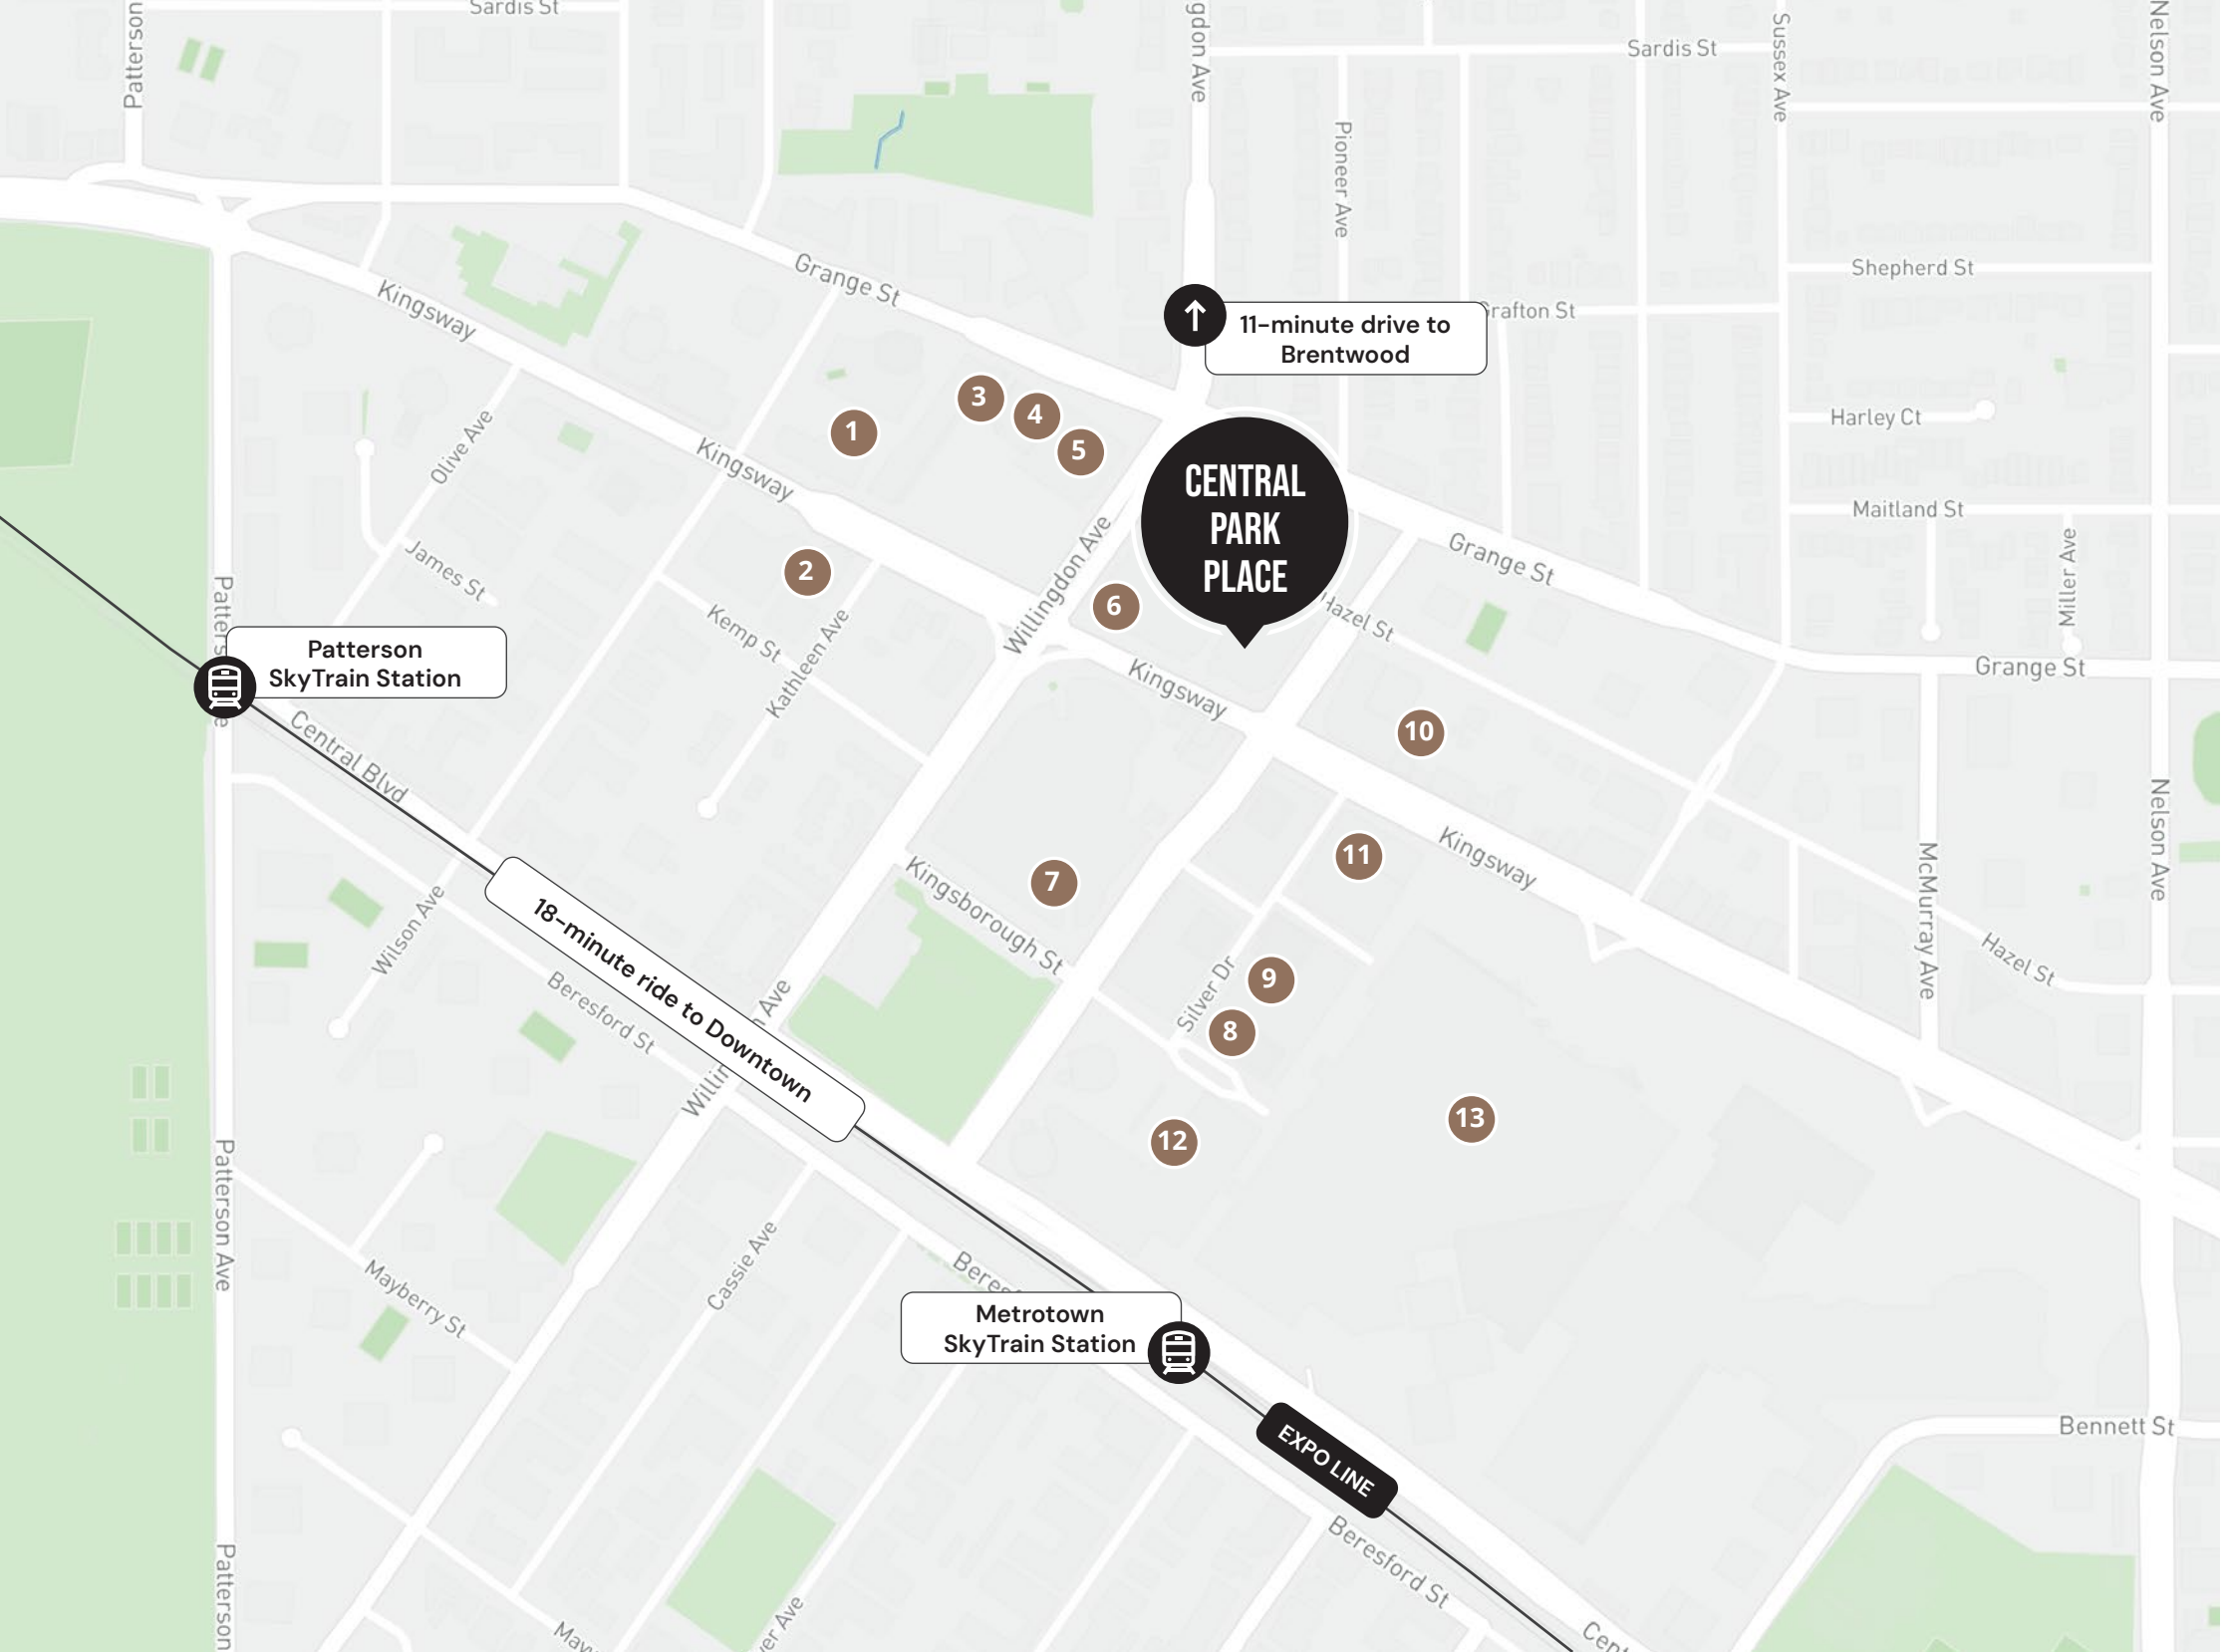 Sardis St
Patterson
gdon Ave
Sardis St
Sussex Ave
Nelson Ave
Pioneer Ave
Grange St
Shepherd St
Kingsway
11-minute drive to
Brentwood
Grafton St
3
4
5
1
Harley Ct
Olive Ave
Kingsway
CENTRAL
PARK
PLACE
Maitland St
Grange St
James St
2
Willingdon Ave
6
Hazel St
Miller Ave
Kemp St
Kathleen Ave
Patterson
SkyTrain Station
Kingsway
Grange St
Central Blvd
10
11
Kingsway
7
Kingsborough St
Nelson Ave
McMurray Ave
Wilson Ave
18-minute ride to Downtown
Hazel St
9
Silver Dr
8
Beresford St
Willin
n Ave
12
13
Patterson Ave
Mayberry St
Cassie Ave
Metrotown
SkyTrain Station
EXPO LINE
Bennett St
Beresford St
Patterson